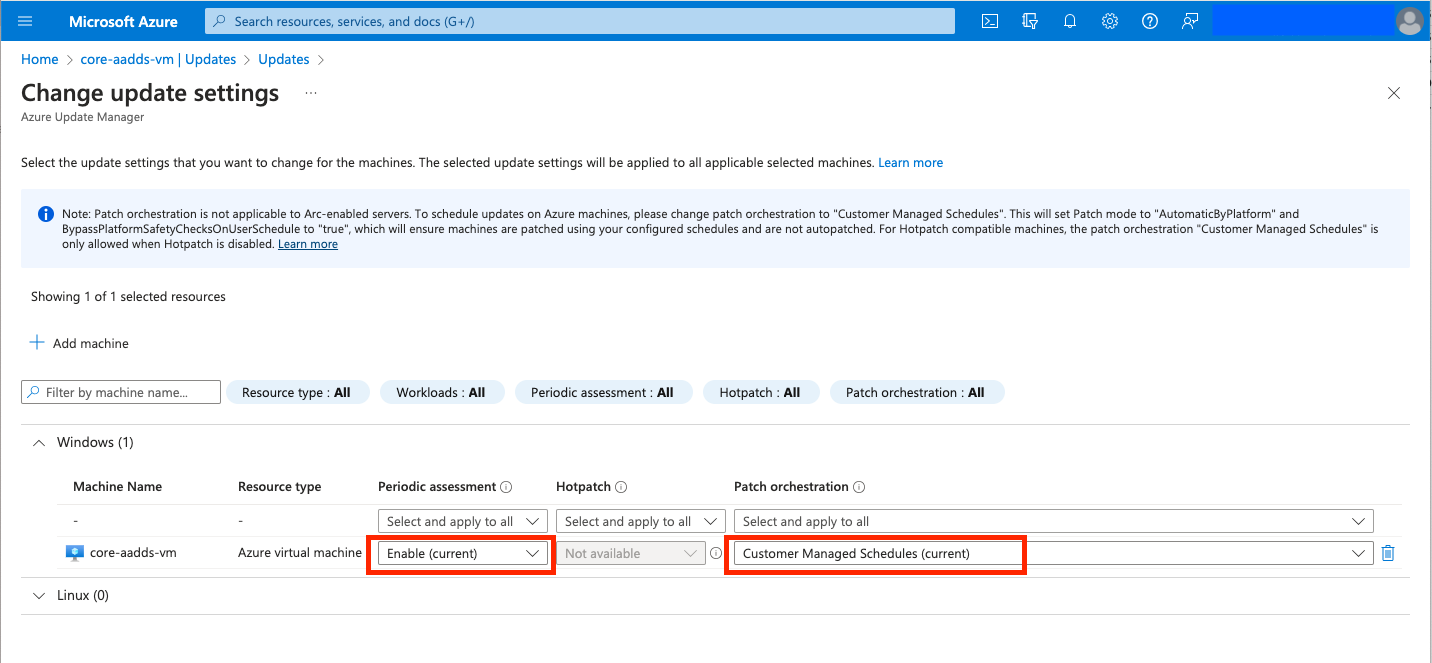 Microsoft Azure
Search resources, services, and docs (G+/)
Home > core-aadds-vm | Updates > Updates >
Change update settings ...
Azure Update Manager
Select the update settings that you want to change for the machines. The selected update settings will be applied to all applicable selected machines. Learn more
Note: Patch orchestration is not applicable to Arc-enabled servers. To schedule updates on Azure machines, please change patch orchestration to "Customer Managed Schedules". This will set Patch mode to "AutomaticByPlatform" and
BypassPlatformSafetyChecksOnUserSchedule to "true", which will ensure machines are patched using your configured schedules and are not autopatched. For Hotpatch compatible machines, the patch orchestration "Customer Managed Schedules" is
only allowed when Hotpatch is disabled. Learn more
Showing 1 of 1 selected resources
Add machine
Filter by machine name... Resource type : All Workloads : All Periodic assessment : All Hotpatch : All Patch orchestration : All
Windows (1)
Machine Name Resource type Periodic assessment Hotpatch Patch orchestration
- - Select and apply to all Select and apply to all Select and apply to all
core-aadds-vm Azure virtual machine Enable (current) Not available Customer Managed Schedules (current)
Linux (0)